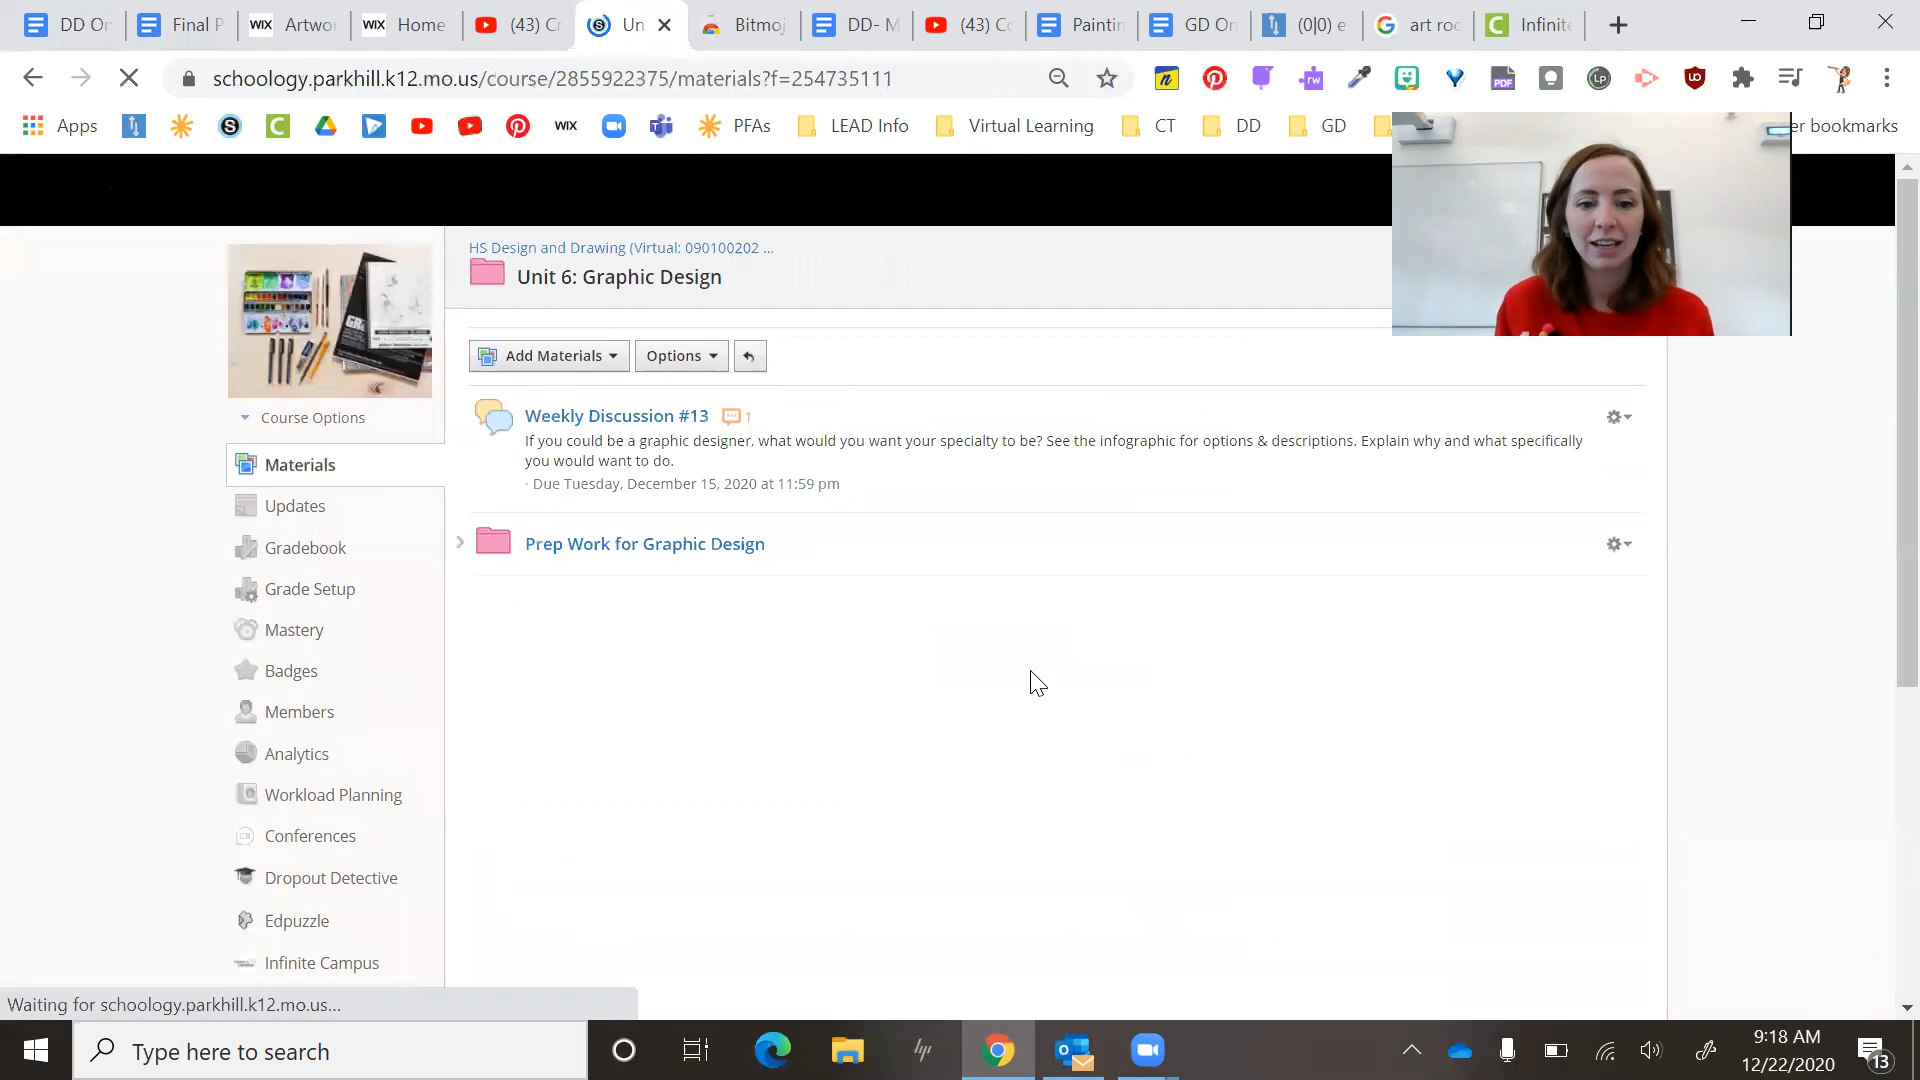 DD On
Final P
WIX Artwo
WIX Home
(43) Cr
Un
Bitmoj
DD- M
(43) Co
Paintin
GD On
(0|0) e
art roo
Infinite
schoology.parkhill.k12.mo.us/course/2855922375/materials?f=254735111
Apps
WIX
PFAs
LEAD Info
Virtual Learning
CT
DD
GD
er bookmarks
HS Design and Drawing (Virtual: 090100202 ...
Unit 6: Graphic Design
Add Materials
Options
Course Options
Weekly Discussion #13
1
If you could be a graphic designer, what would you want your specialty to be? See the infographic for options & descriptions. Explain why and what specifically
you would want to do.
· Due Tuesday, December 15, 2020 at 11:59 pm
Prep Work for Graphic Design
Materials
Updates
Gradebook
Grade Setup
Mastery
Badges
Members
Analytics
Workload Planning
Conferences
Dropout Detective
Edpuzzle
Infinite Campus
Waiting for schoology.parkhill.k12.mo.us...
Type here to search
9:18 AM
12/22/2020
13